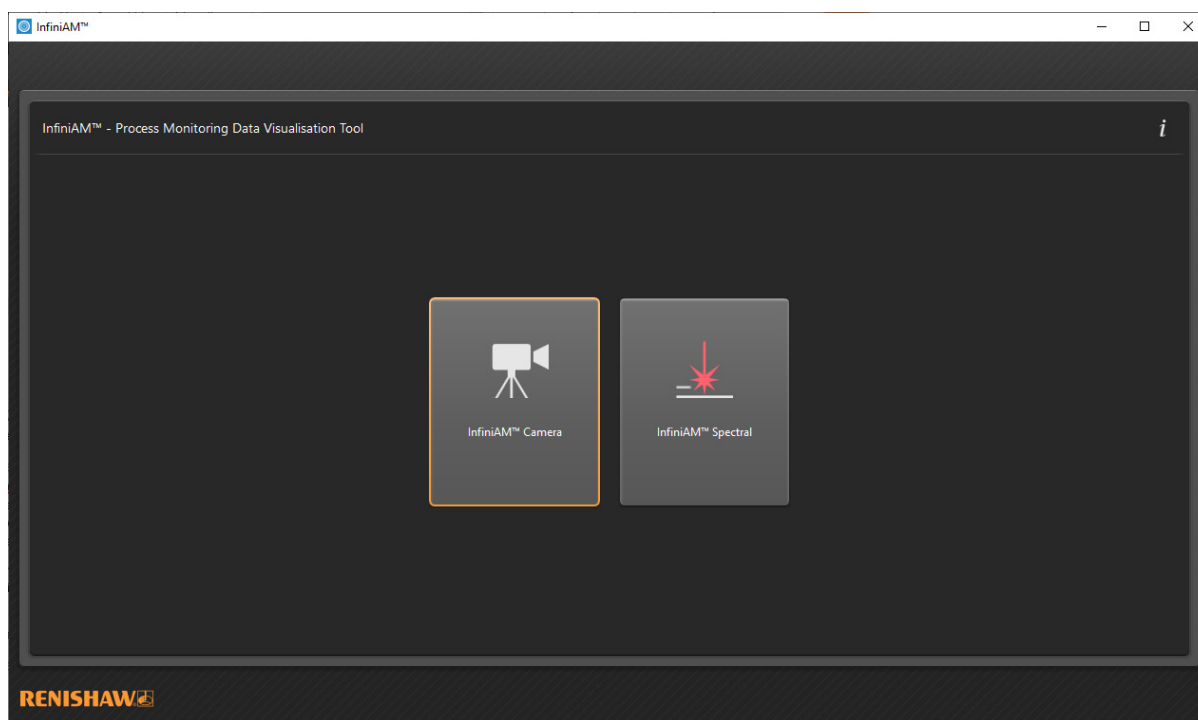 InfiniAM™
InfiniAM™ - Process Monitoring Data Visualisation Tool
i
InfiniAM™ Camera
InfiniAM™ Spectral
RENISHAW